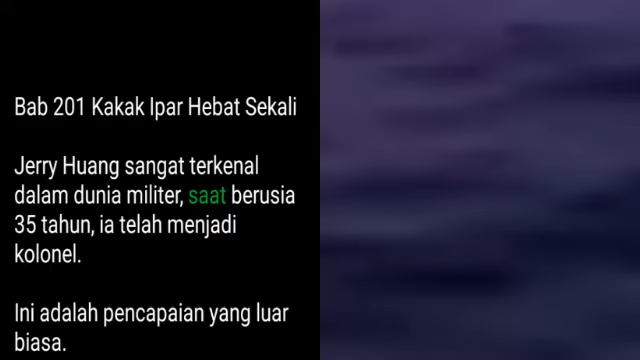 Bab 201 Kakak Ipar Hebat Sekali
Jerry Huang sangat terkenal
dalam dunia militer, saat berusia
35 tahun, ia telah menjadi
kolonel.
Ini adalah pencapaian yang luar
biasa.